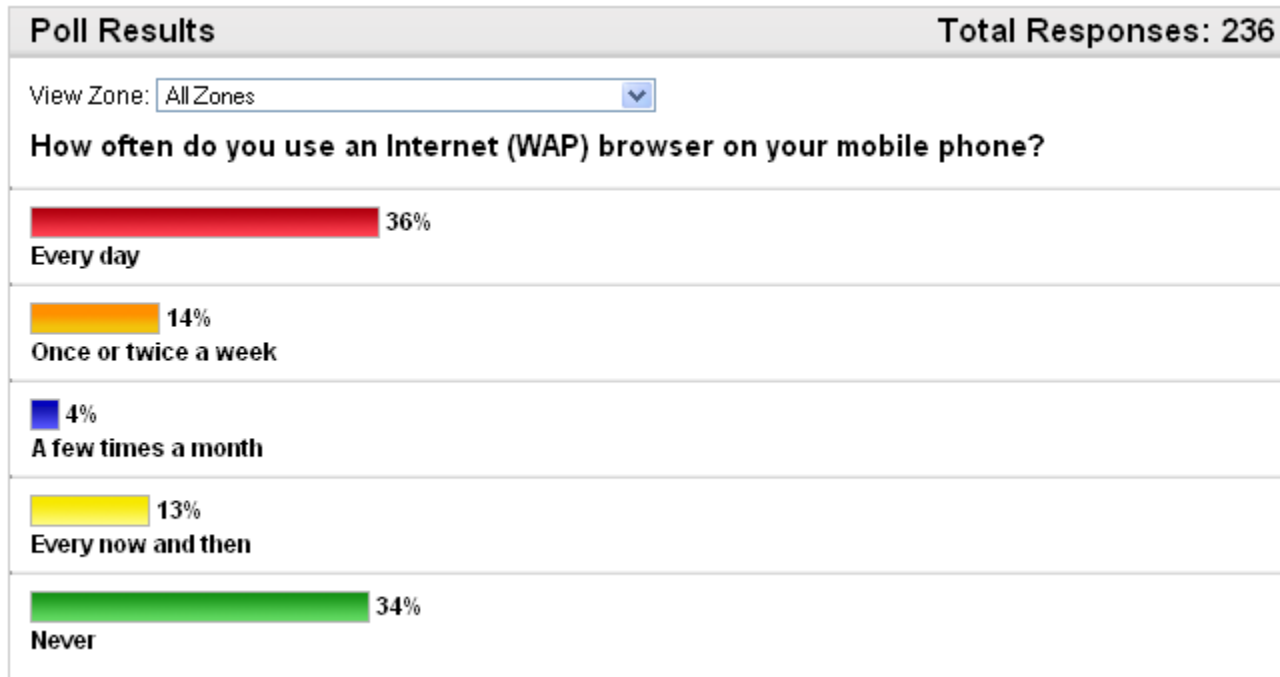 Poll Results Total Responses: 236
View Zone: All Zones
How often do you use an Internet (WAP) browser on your mobile phone?
36%
Every day
14%
Once or twice a week
4%
A few times a month
13%
Every now and then
34%
Never